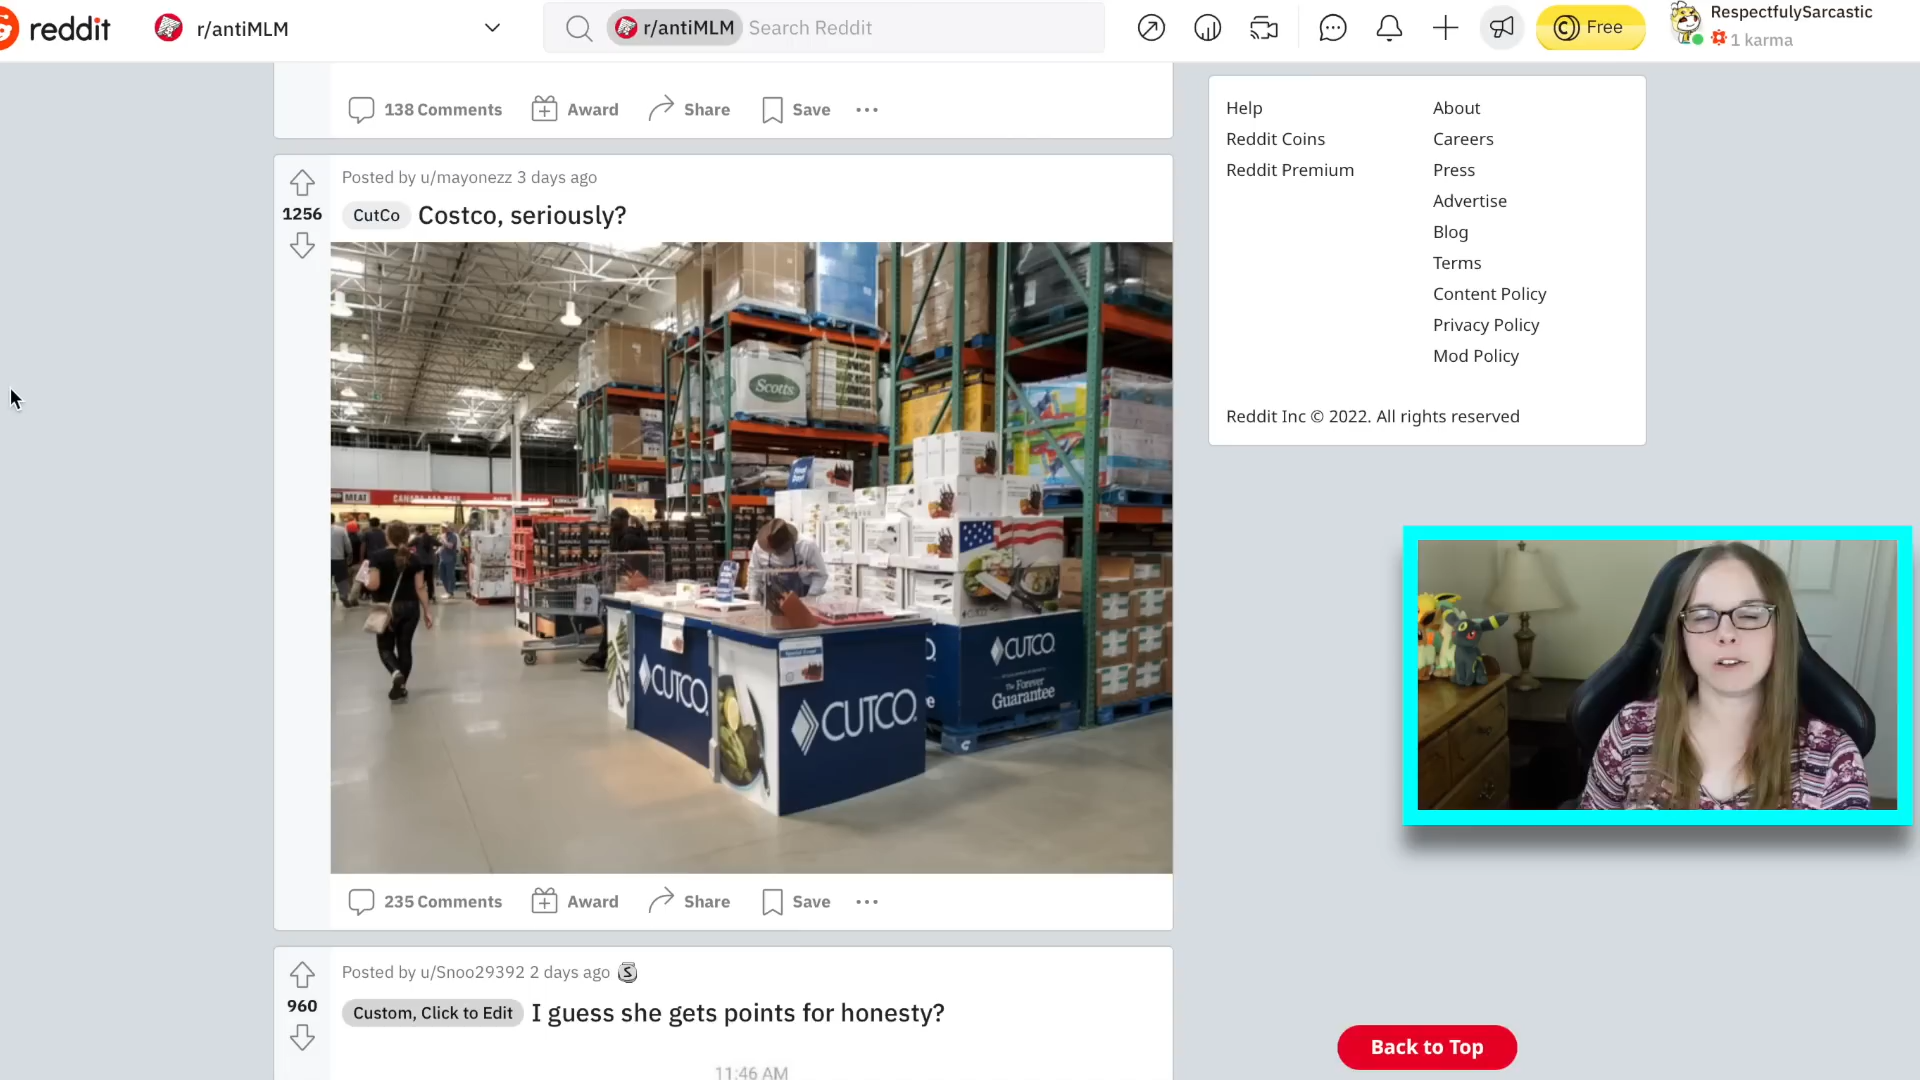 reddit
r/antiMLM
r/antiMLM Search Reddit
Free
RespectfullySarcastic
1 karma
138 Comments Award Share Save
Posted by u/mayonezz 3 days ago
1256
CutCo Costco, seriously?
Scotts
MEAT
CUTCO
CUTCO
CUTCO
The Forever
Guarantee
235 Comments Award Share Save
Posted by u/Snoo29392 2 days ago
960
Custom, Click to Edit I guess she gets points for honesty?
11:46 AM
Help
Reddit Coins
Reddit Premium
About
Careers
Press
Advertise
Blog
Terms
Content Policy
Privacy Policy
Mod Policy
Reddit Inc © 2022. All rights reserved
Back to Top